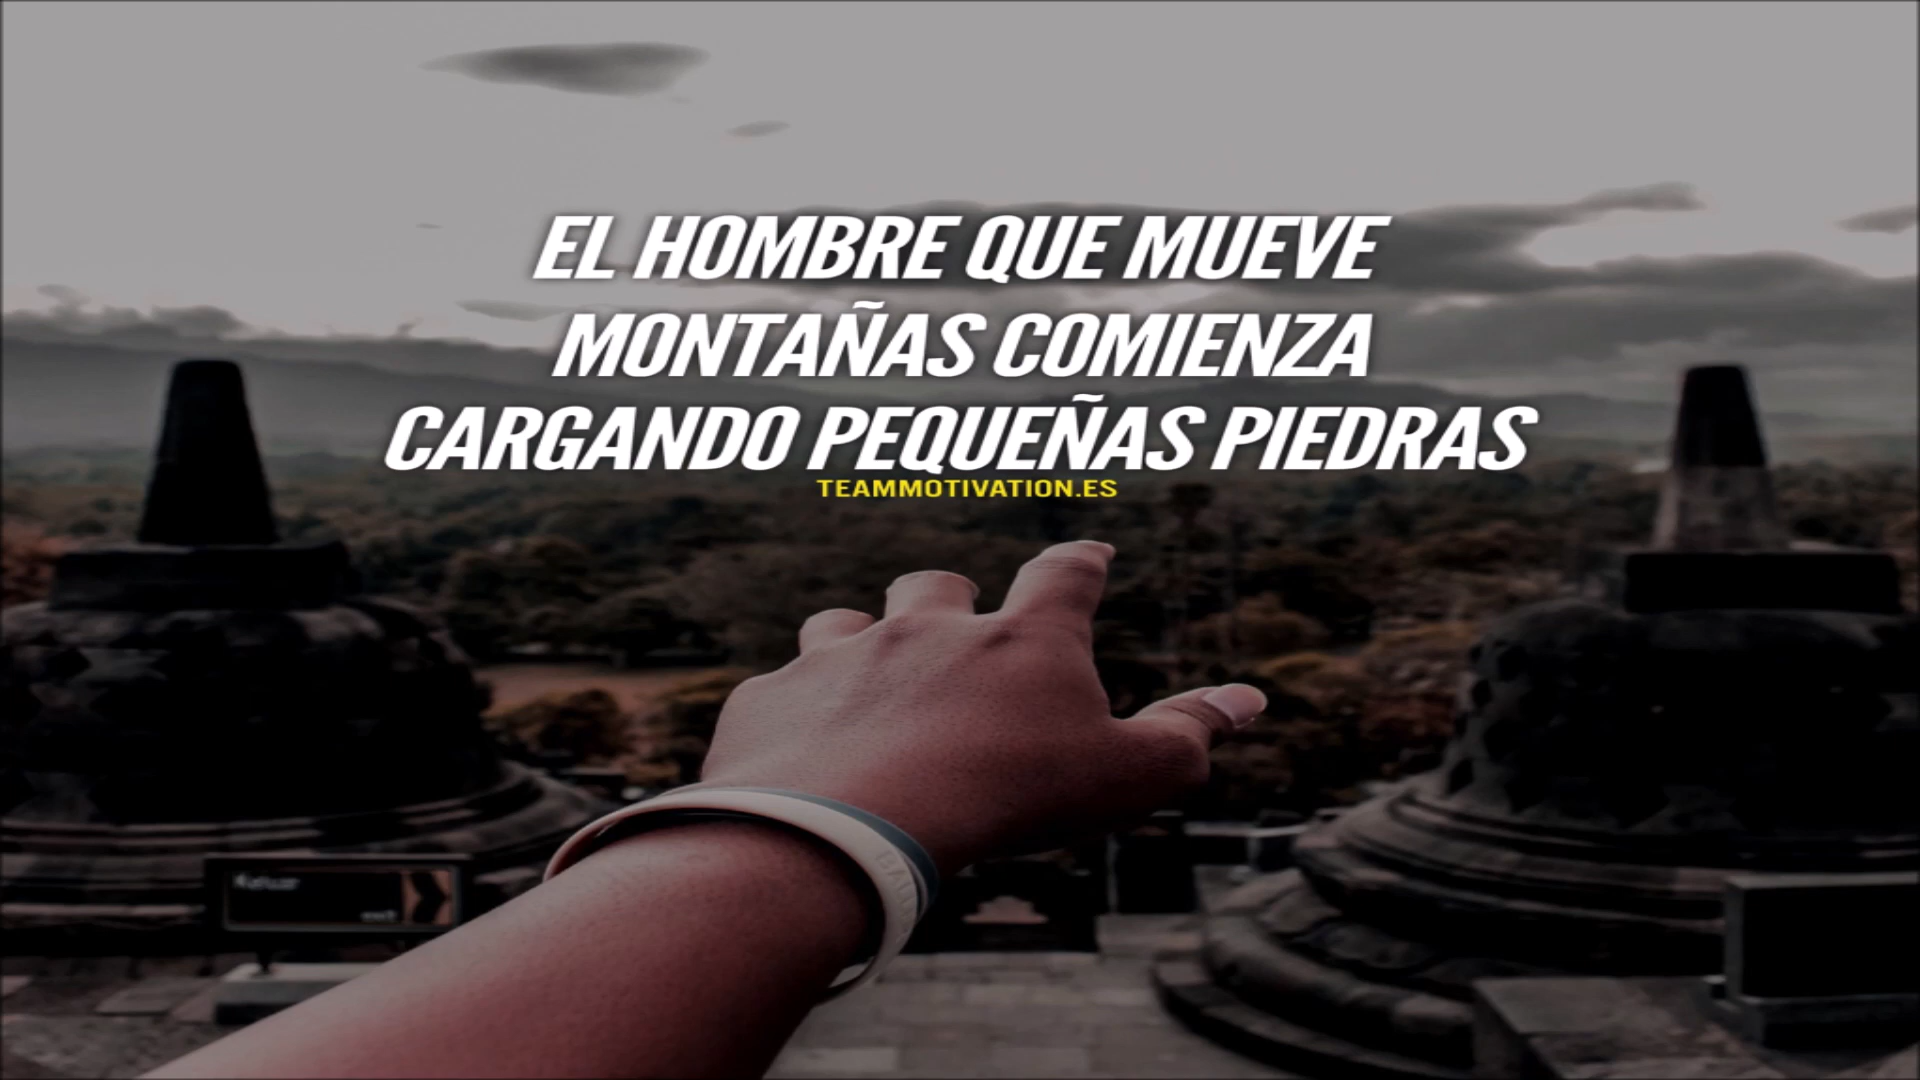 EL HOMBRE QUE MUEVE
MONTAÑAS COMIENZA
CARGANDO PEQUEÑAS PIEDRAS
TEAMMOTIVATION.ES